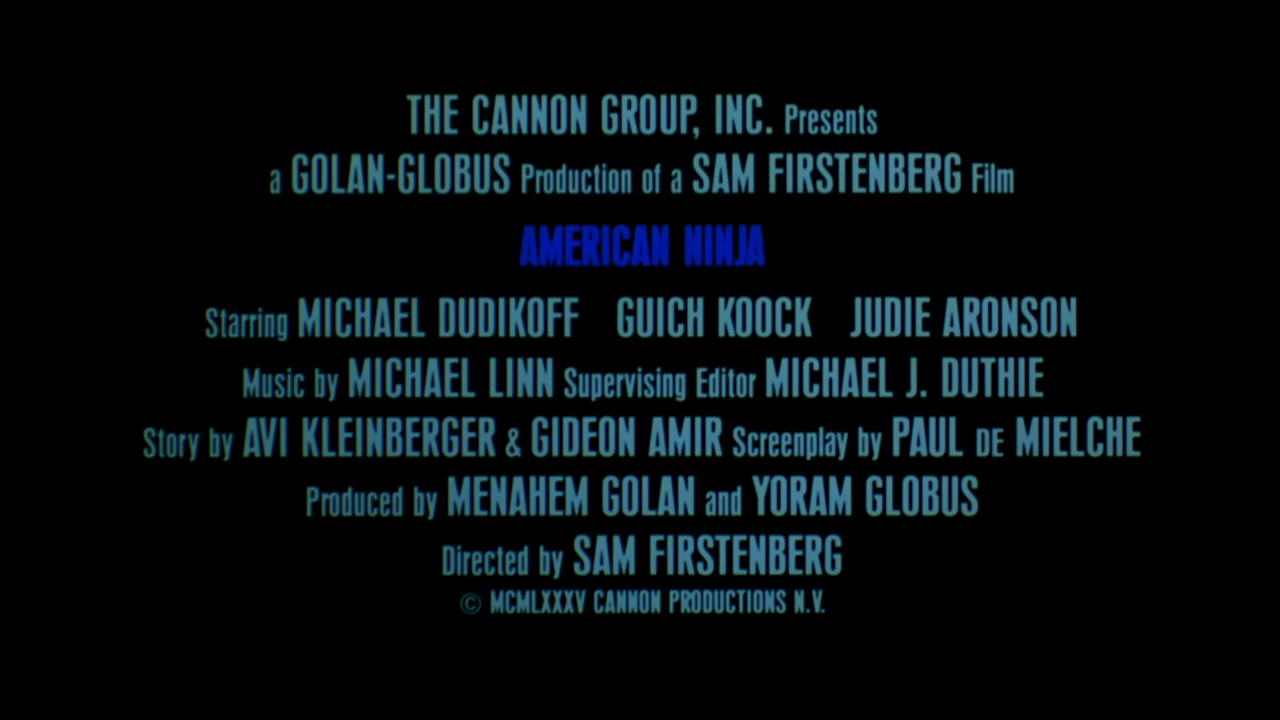 THE CANNON GROUP, INC. Presents
a GOLAN-GLOBUS Production of a SAM FIRSTENBERG Film
AMERICAN NINJA
Starring MICHAEL DUDIKOFF GUICH KOOCK JUDIE ARONSON
Music by MICHAEL LINN Supervising Editor MICHAEL J. DUTHIE
Story by AVI KLEINBERGER & GIDEON AMIR Screenplay by PAUL DE MIELCHE
Produced by MENAHEM GOLAN and YORAM GLOBUS
Directed by SAM FIRSTENBERG
© MCMLXXXV CANNON PRODUCTIONS N.V.